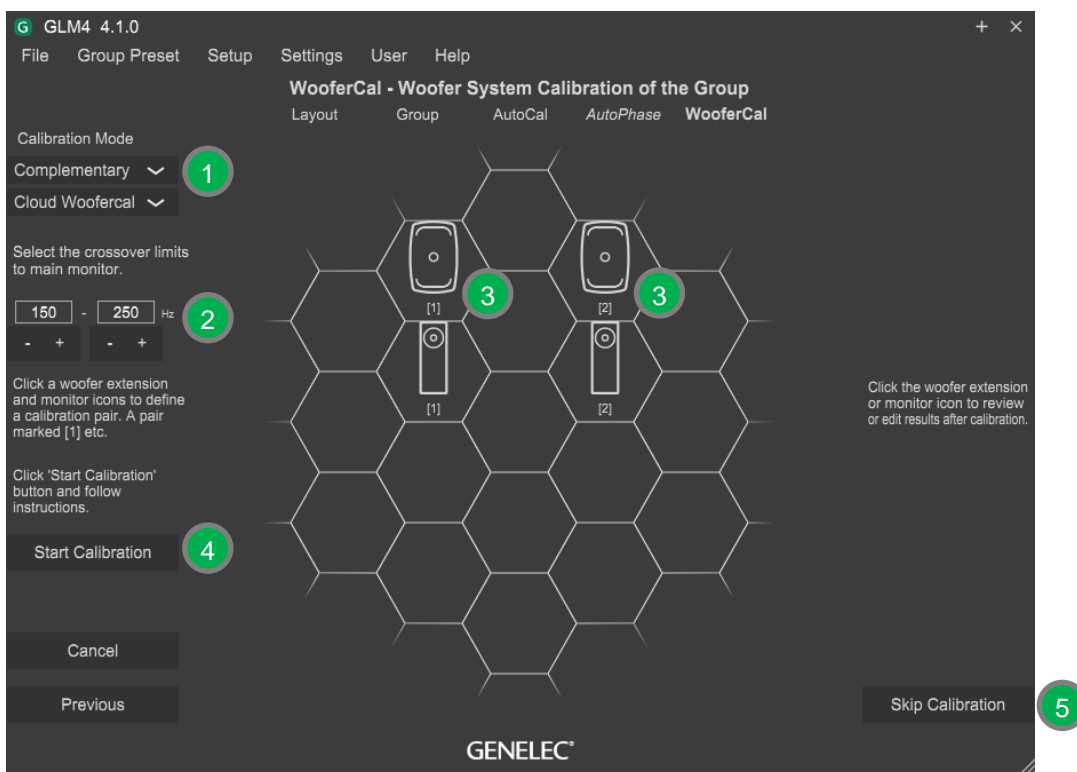 G GLM4 4.1.0
File Group Preset Setup Settings User Help
WooferCal - Woofer System Calibration of the Group
Layout Group AutoCal AutoPhase WooferCal
Calibration Mode
Complementary
1
Cloud Woofercal
Select the crossover limits
to main monitor.
150 - 250 Hz
2
- + - +
Click a woofer extension
and monitor icons to define
a calibration pair. A pair
marked [1] etc.
Click 'Start Calibration'
button and follow
instructions.
Start Calibration
4
Cancel
Previous
3
3
[1] [2]
[1] [2]
Click the woofer extension
or monitor icon to review
or edit results after calibration.
Skip Calibration
5
GENELEC®